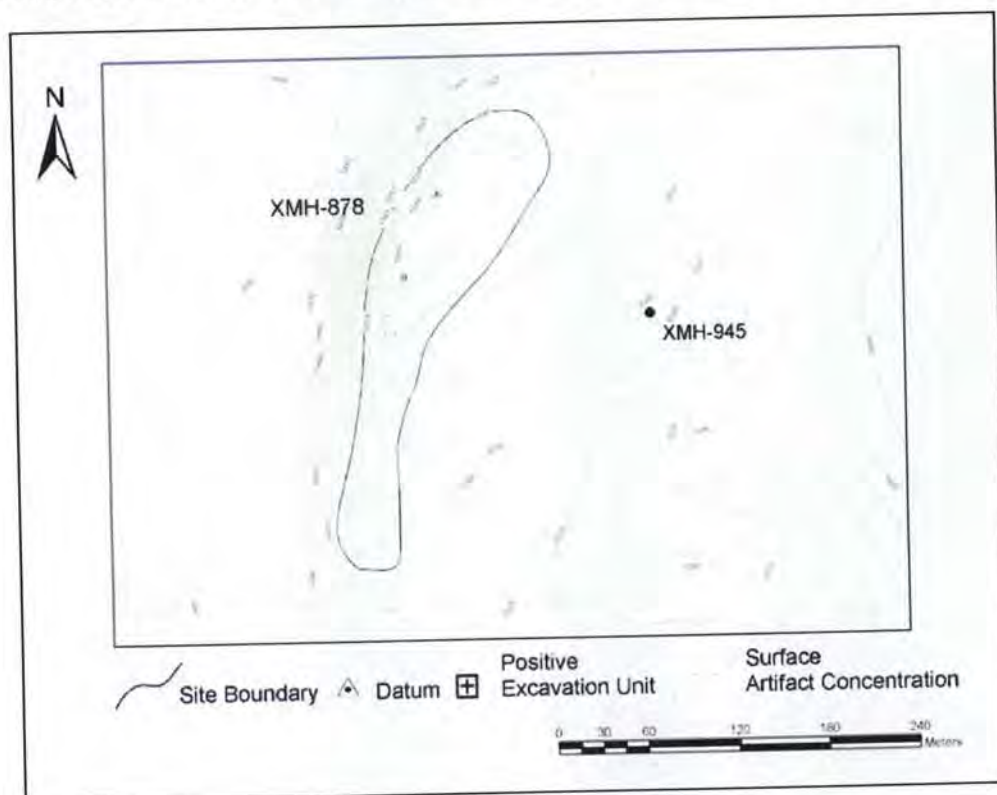 N
XMH-878
XMH-945
Site Boundary
Datum
Positive
Excavation Unit
Surface
Artifact Concentration
0 30 60 120 180 240
Meters